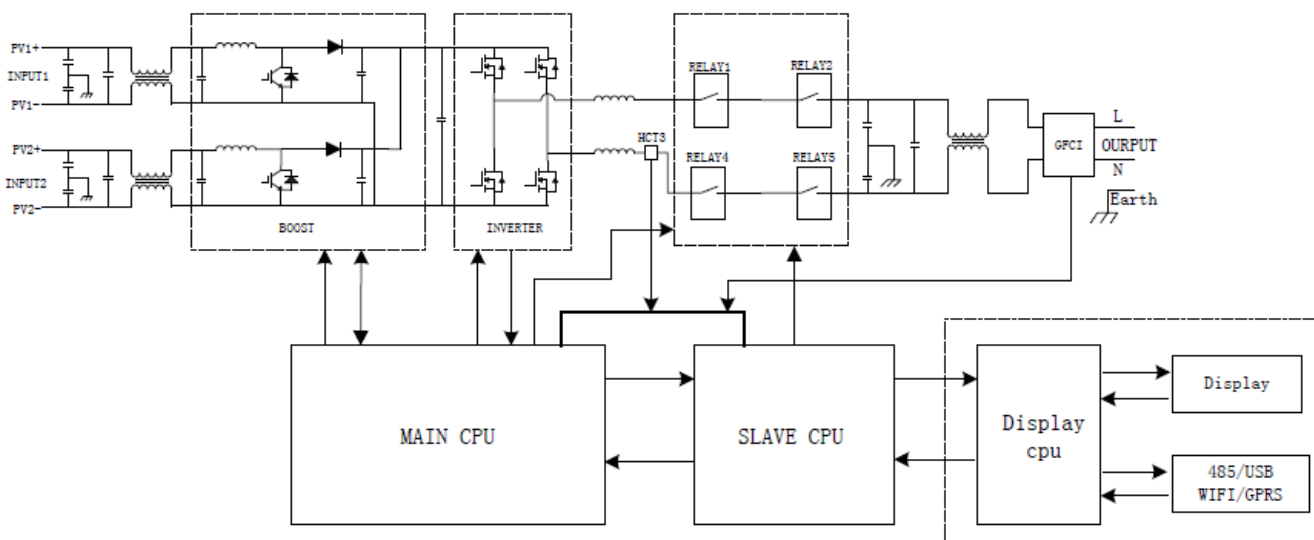 PV1+
INPUT1
PV1-
PV2+
INPUT2
PV2-
BOOST
INVERTER
HCT3
RELAY1
RELAY2
RELAY4
RELAY5
GFCI
L
OURPUT
N
Earth
MAIN CPU
SLAVE CPU
Display
cpu
Display
485/USB
WIFI/GPRS